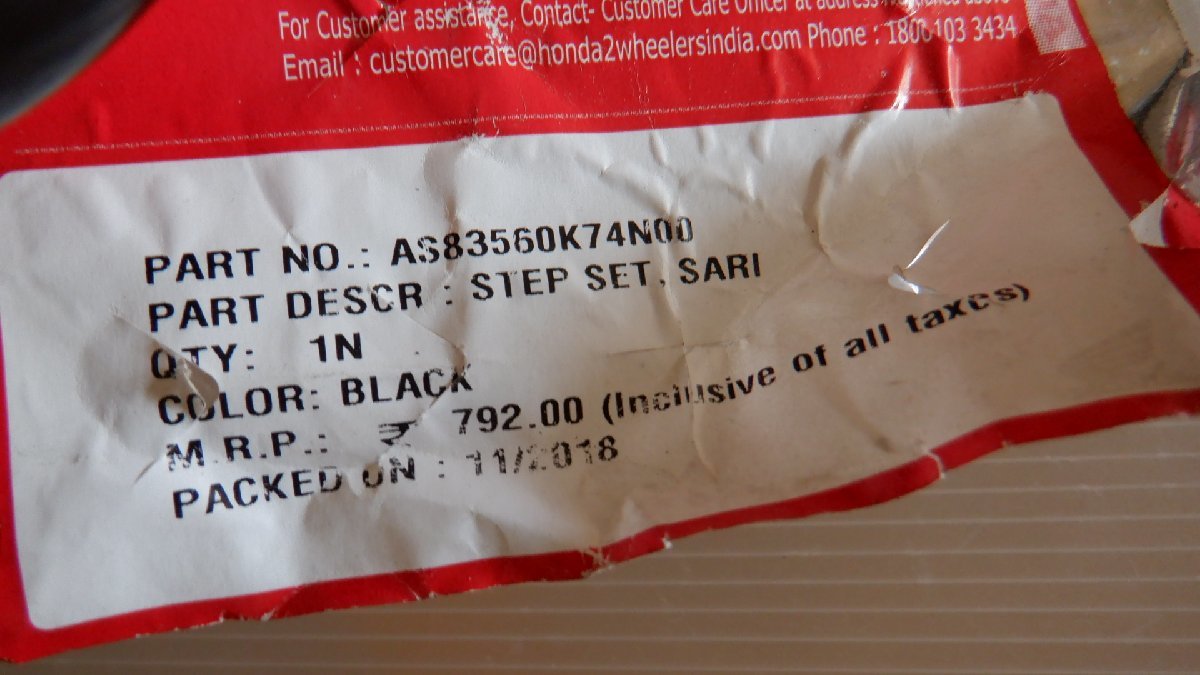 For Customer assistance, Contact- Customer Care Officer at address
Email : customercare@honda2wheelersindia.com Phone : 1800 103 3434
PART NO.: AS83560K74N00
PART DESCR : STEP SET, SARI
QTY: 1N
COLOR: BLACK
M.R.P.: ₹ 792.00 (Inclusive of all taxes)
PACKED ON : 11/2018